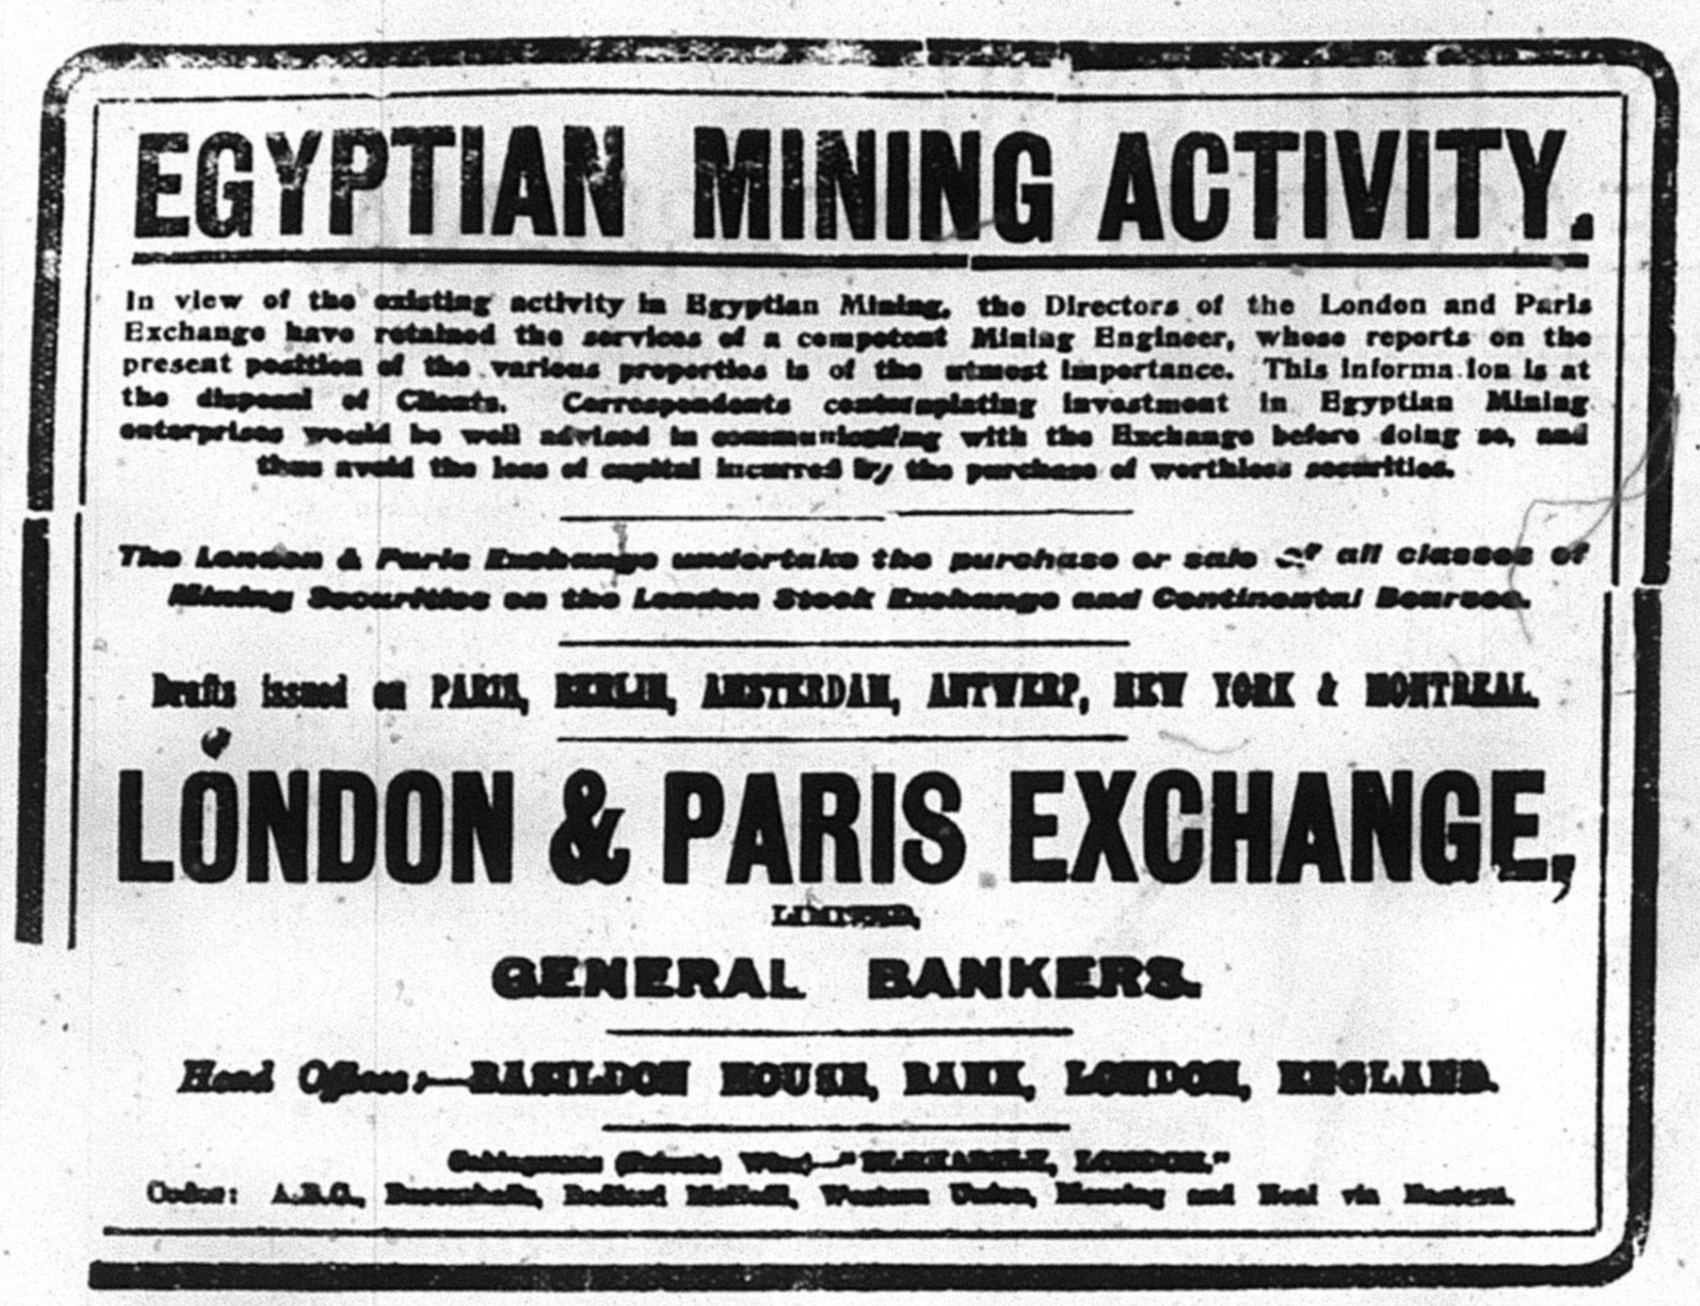 EGYPTIAN MINING ACTIVITY.
In view of the existing activity in Egyptian Mining, the Directors of the London and Paris
Exchange have retained the services of a competent Mining Engineer, whose reports on the
present position of the various properties is of the utmost importance. This informa ion is at
the disposal of Clients. Correspondents contemplating investment in Egyptian Mining
enterprises would be well advised in communicating with the Exchange before doing so, and
thus avoid the loss of capital incurred by the purchase of worthless securities.
The London & Paris Exchange undertake the purchase or sale of all classes of
Mining Securities on the London Stock Exchange and Continental Bourses.
Drafts issued on PARIS, BERLIN, AMSTERDAM, ANTWERP, NEW YORK & MONTREAL.
LONDON & PARIS EXCHANGE,
LIMITED,
GENERAL BANKERS.
Head Offices:—BASILDON HOUSE, BANK, LONDON, ENGLAND.
Cablegrams (Private Wire)—" LONDON."
Codes: A.B.C., Western Union, and Neal via Eastern.